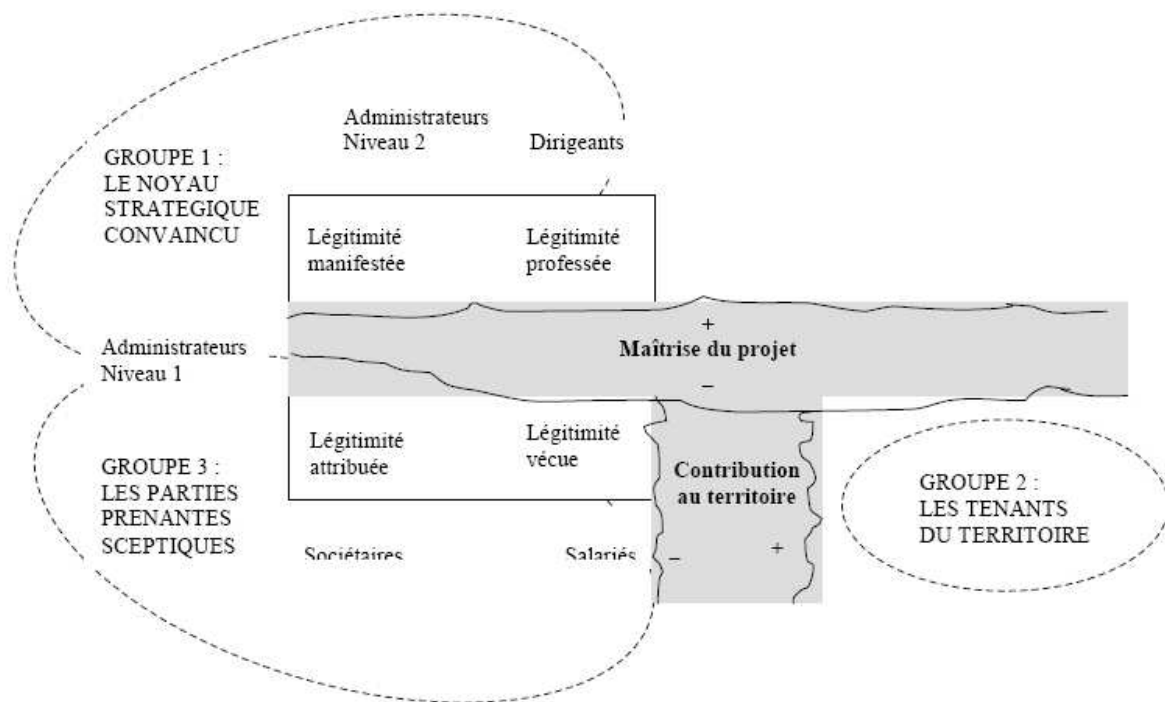 Administrateurs
Niveau 2
Dirigeants
GROUPE 1 :
LE NOYAU
STRATEGIQUE
CONVAINCU
Légitimité
manifestée
Légitimité
professée
+
Maîtrise du projet
–
Administrateurs
Niveau 1
Légitimité
attribuée
Légitimité
vécue
GROUPE 3 :
LES PARTIES
PRENANTES
SCEPTIQUES
Contribution
au territoire
– +
GROUPE 2 :
LES TENANTS
DU TERRITOIRE
Sociétaires
Salariés